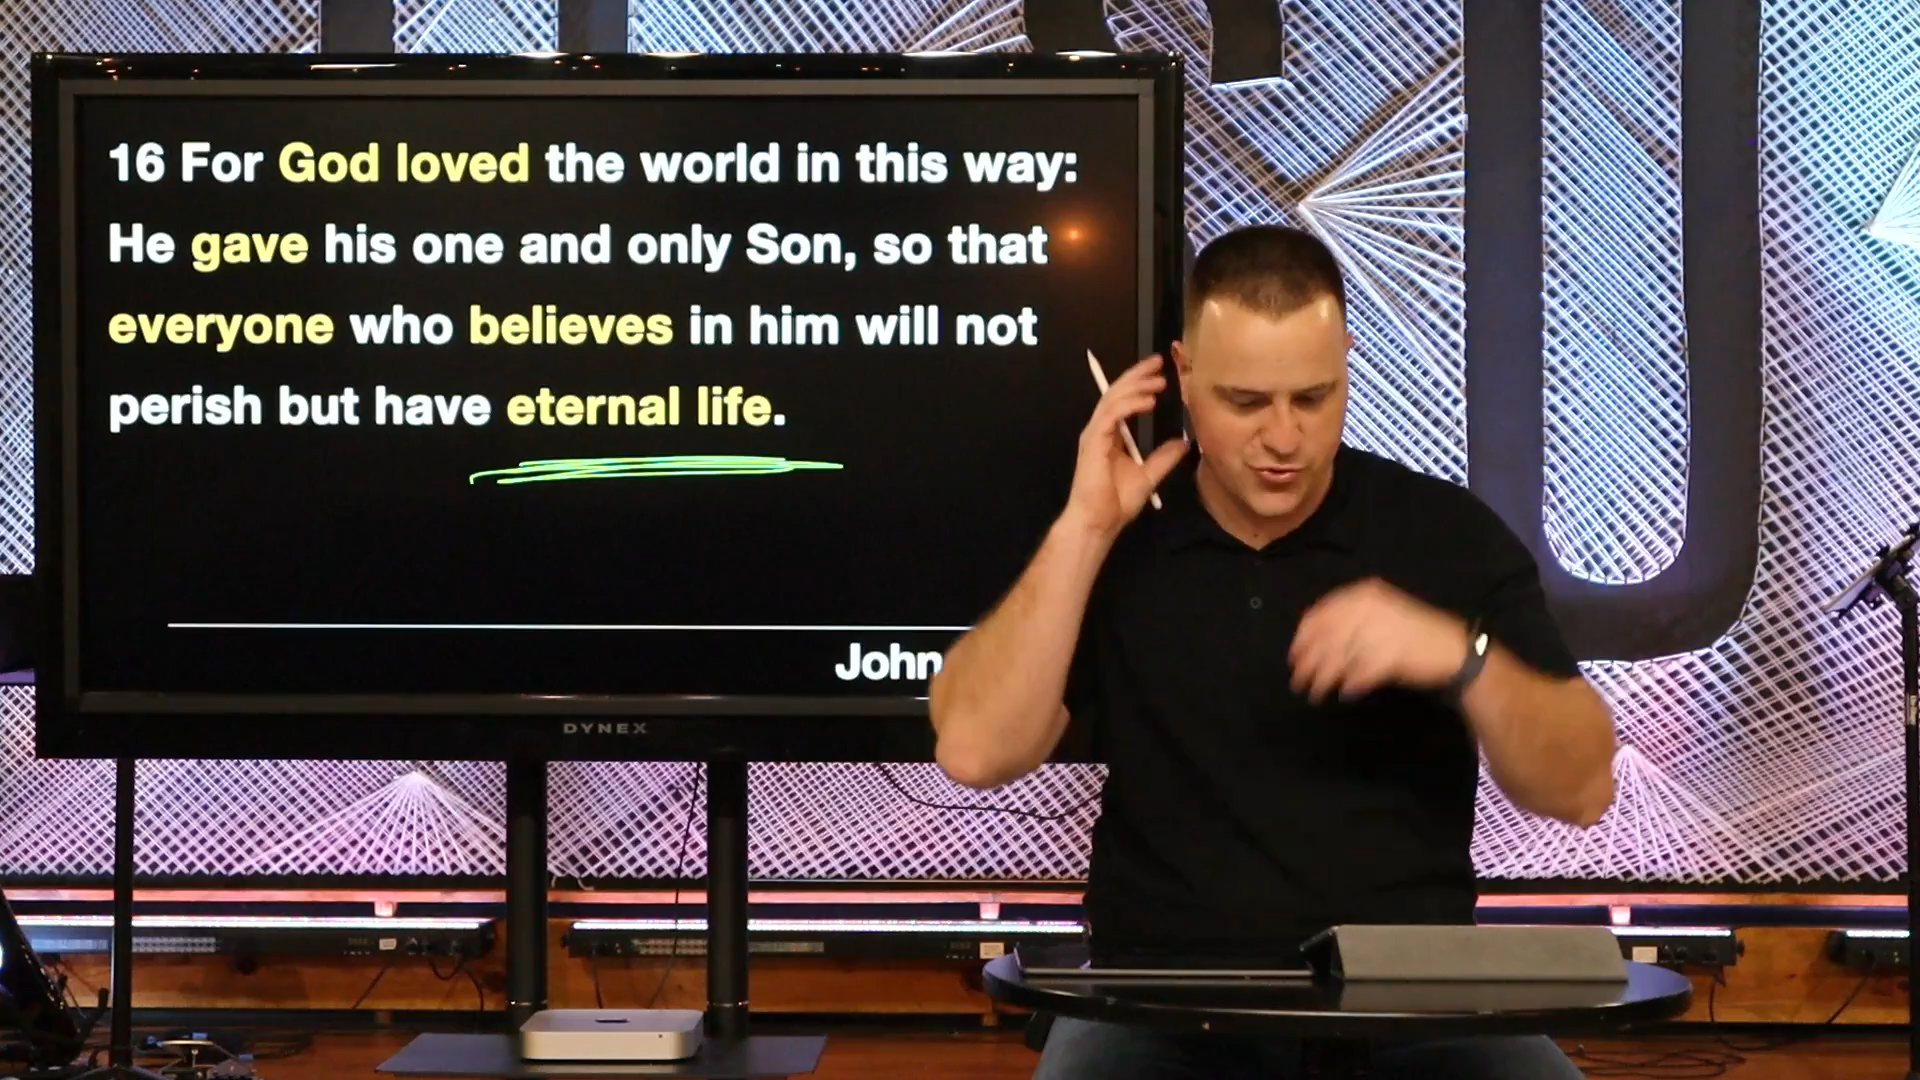 16 For God loved the world in this way:
He gave his one and only Son, so that
everyone who believes in him will not
perish but have eternal life.
John
DYNEX